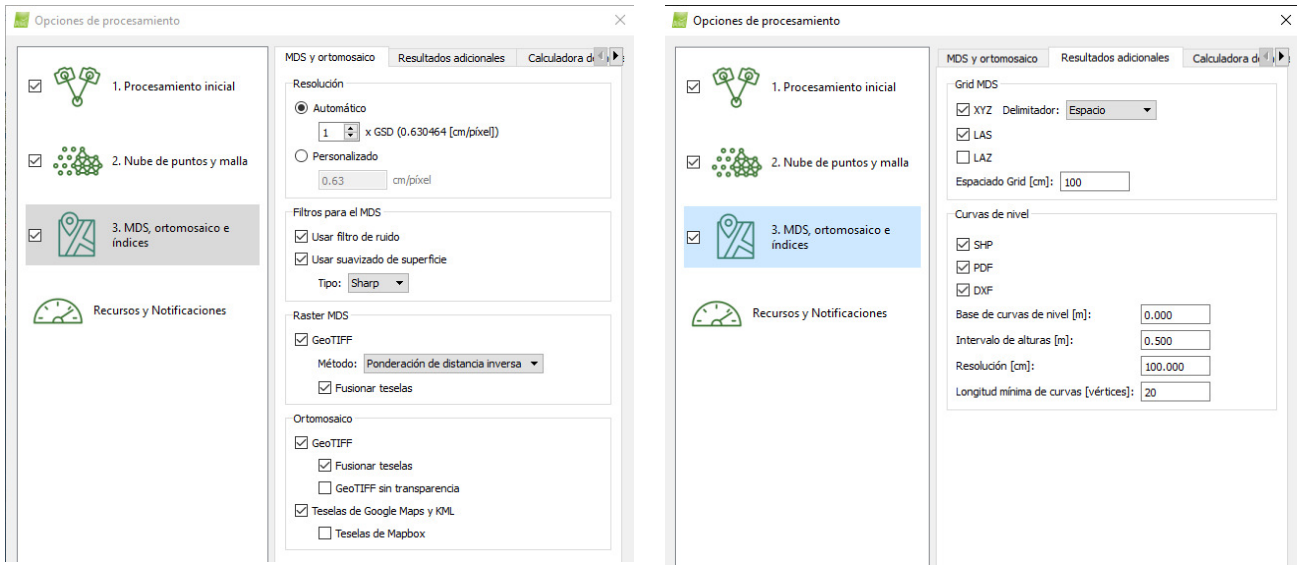 Opciones de procesamiento
1. Procesamiento inicial
2. Nube de puntos y malla
3. MDS, ortomosaico e
índices
Recursos y Notificaciones
MDS y ortomosaico Resultados adicionales Calculadora d
Resolución
Automático
1 x GSD (0.630464 [cm/píxel])
Personalizado
0.63 cm/píxel
Filtros para el MDS
Usar filtro de ruido
Usar suavizado de superficie
Tipo: Sharp
Raster MDS
GeoTIFF
Método: Ponderación de distancia inversa
Fusionar teselas
Ortomosaico
GeoTIFF
Fusionar teselas
GeoTIFF sin transparencia
Teselas de Google Maps y KML
Teselas de Mapbox
Opciones de procesamiento
1. Procesamiento inicial
2. Nube de puntos y malla
3. MDS, ortomosaico e
índices
Recursos y Notificaciones
MDS y ortomosaico Resultados adicionales Calculadora d
Grid MDS
XYZ Delimitador: Espacio
LAS
LAZ
Espaciado Grid [cm]: 100
Curvas de nivel
SHP
PDF
DXF
Base de curvas de nivel [m]: 0.000
Intervalo de alturas [m]: 0.500
Resolución [cm]: 100.000
Longitud mínima de curvas [vértices]: 20